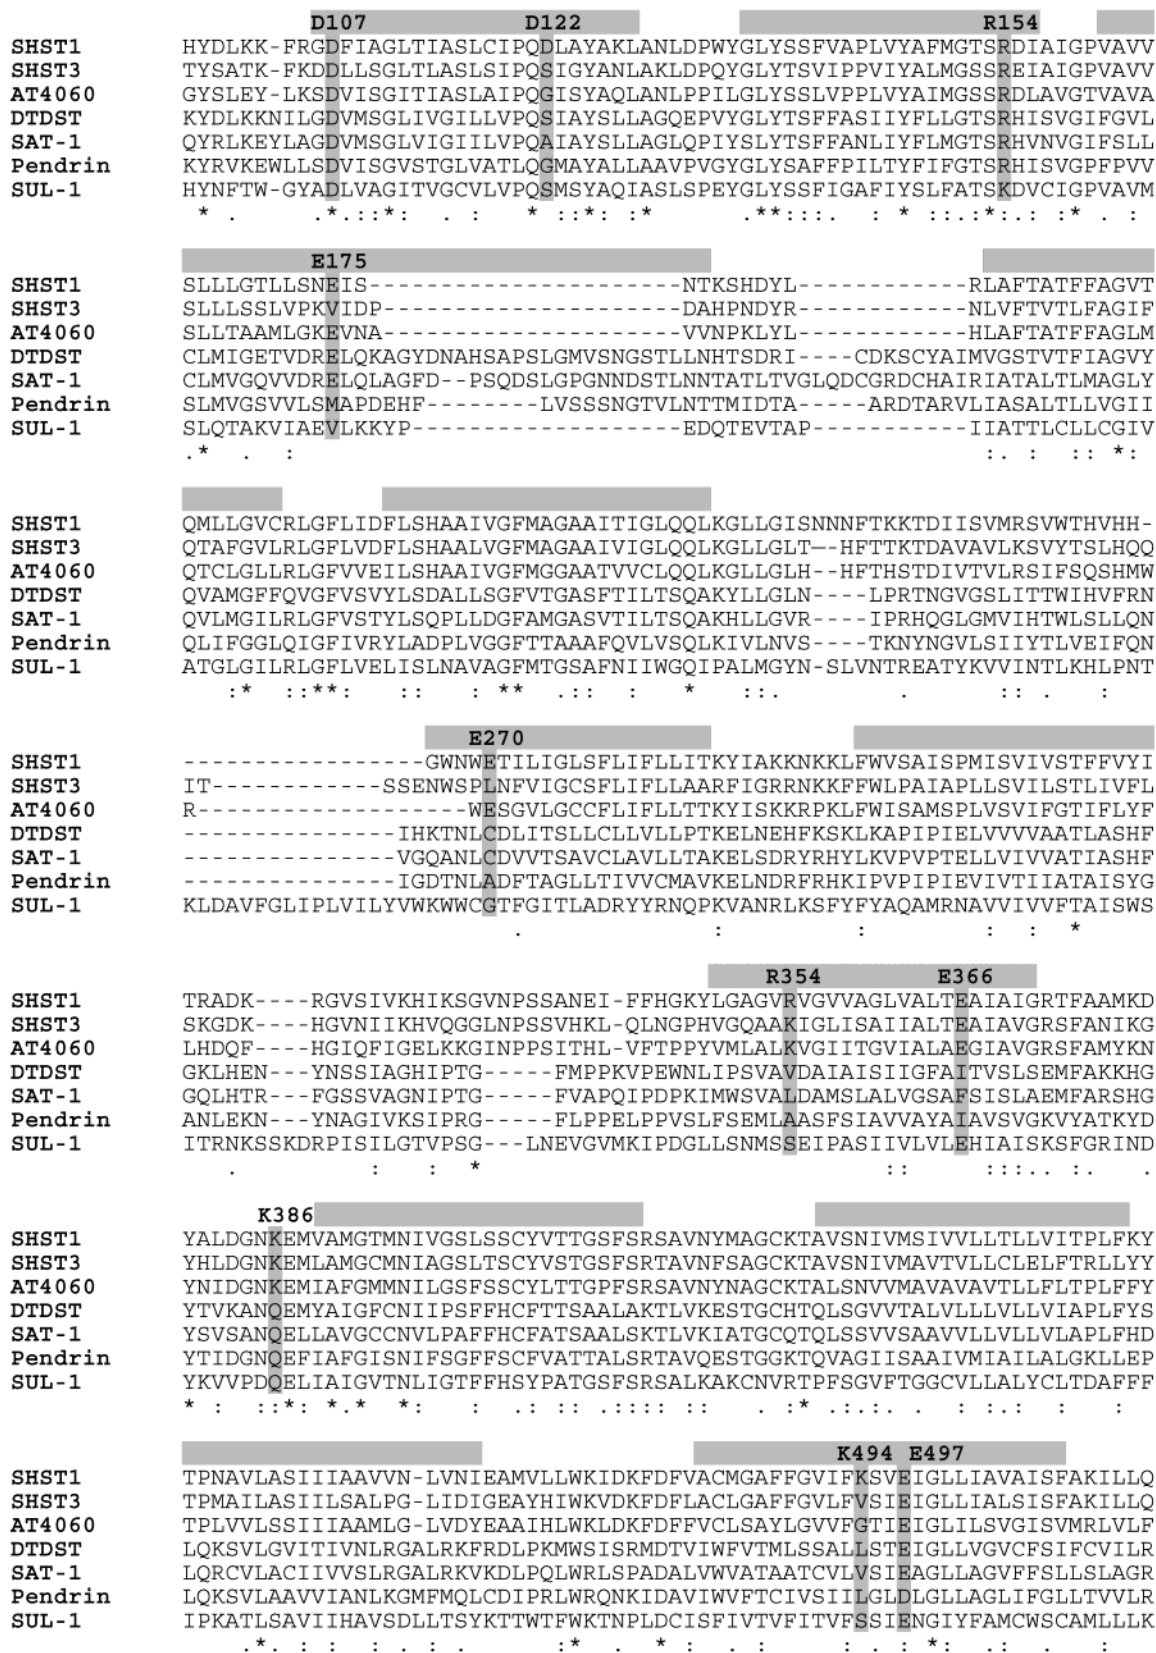 D107 D122 R154
SHST1 HYDLKK-FRGDFIAGLTIASLCIPQDLAYAKLANLDPWYGLYSSFVAPLVYAFMGTSRDIAIGPVAVV
SHST3 TYSATK-FKDDLLSGLTLASLSIPQSIGYANLAKLDPQYGLYTSVIPPVIYALMGSSREIAIGPVAVV
AT4060 GYSLEY-LKSDVISGITIASLAIPQGISYAQLANLPPILGLYSSLVPPLVYAIMGSSRDLAVGTVAVA
DTDST KYDLKKNILGDVMSGLIVGILLVPQSIAYSLLAGQEPVYGLYTSFFASIIYFLLGTSRHISVGIFGVL
SAT-1 QYRLKEYLAGDVMSGLVIGIILVPQAIAYSLLAGLQPIYSLYTSFFANLIYFLMGTSRHVNVGIFSLL
Pendrin KYRVKEWLLSDVISGVSTGLVATLQGMAYALLAAVPVGYGLYSAFFPILTYFIFGTSRHISVGPFPVV
SUL-1 HYNFTW-GYADLVAGITVGCVLVPQSMSYAQIASLSPEYGLYSSFIGAFIYSLFATSKDVCIGPVAVM
* . *.::*: . : * ::*: * :**:::: : * ::.:*:.: :* . :
E175
SHST1 SLLLGTLLSNEIS----------------------NTKSHDYL------------RLAFTATFFAGVT
SHST3 SLLLSSLVPKVIDP---------------------DAHPNDYR------------NLVFTVTLFAGIF
AT4060 SLLTAAMLGKEVNA---------------------VVNPKLYL------------HLAFTATFFAGLM
DTDST CLMIGETVDRELQKAGYDNAHSAPSLGMVSNGSTLLNHTSDRI----CDKSCYAIMVGSTVTFIAGVY
SAT-1 CLMVGQVVDRELQLAGFD--PSQDSLGPGNNDSTLNNTATLTVGLQDCGRDCHAIRIATALTLMAGLY
Pendrin SLMVGSVVLSMAPDEHF--------LVSSSNGTVLNTTMIDTA-----ARDTARVLIASALTLLVGII
SUL-1 SLQTAKVIAEVLKKYP-------------------EDQTEVTAP-----------IIATTLCLLCGIV
.* . : :. : :: *:
SHST1 QMLLGVCRLGFLIDFLSHAAIVGFMAGAAITIGLQQLKGLLGISNNNFTKKTDIISVMRSVWTHVHH-
SHST3 QTAFGVLRLGFLVDFLSHAALVGFMAGAAIVIGLQQLKGLLGLT--HFTTKTDAVAVLKSVYTSLHQQ
AT4060 QTCLGLLRLGFVVEILSHAAIVGFMGGAATVVCLQQLKGLLGLH--HFTHSTDIVTVLRSIFSQSHMW
DTDST QVAMGFFQVGFVSVYLSDALLSGFVTGASFTILTSQAKYLLGLN----LPRTNGVGSLITTWIHVFRN
SAT-1 QVLMGILRLGFVSTYLSQPLLDGFAMGASVTILTSQAKHLLGVR----IPRHQGLGMVIHTWLSLLQN
Pendrin QLIFGGLQIGFIVRYLADPLVGGFTTAAAFQVLVSQLKIVLNVS----TKNYNGVLSIIYTLVEIFQN
SUL-1 ATGLGILRLGFLVELISLNAVAGFMTGSAFNIIWGQIPALMGYN-SLVNTREATYKVVINTLKHLPNT
:* ::**: :: : ** .:: : * ::. . :: . :
E270
SHST1 -----------------GWNWETILIGLSFLIFLLITKYIAKKNKKLFWVSAISPMISVIVSTFFVYI
SHST3 IT------------SSENWSPLNFVIGCSFLIFLLAARFIGRRNKKFFWLPAIAPLLSVILSTLIVFL
AT4060 R-------------------WESGVLGCCFLIFLLTTKYISKKRPKLFWISAMSPLVSVIFGTIFLYF
DTDST ---------------IHKTNLCDLITSLLCLLVLLPTKELNEHFKSKLKAPIPIELVVVVAATLASHF
SAT-1 ---------------VGQANLCDVVTSAVCLAVLLTAKELSDRYRHYLKVPVPTELLVIVVATIASHF
Pendrin ---------------IGDTNLADFTAGLLTIVVCMAVKELNDRFRHKIPVPIPIEVIVTIIATAISYG
SUL-1 KLDAVFGLIPLVILYVWKWWCGTFGITLADRYYRNQPKVANRLKSFYFYAQAMRNAVVIVVFTAISWS
. : : : : *
R354 E366
SHST1 TRADK----RGVSIVKHIKSGVNPSSANEI-FFHGKYLGAGVRVGVVAGLVALTEAIAIGRTFAAMKD
SHST3 SKGDK----HGVNIIKHVQGGLNPSSVHKL-QLNGPHVGQAAKIGLISAIIALTEAIAVGRSFANIKG
AT4060 LHDQF----HGIQFIGELKKGINPPSITHL-VFTPPYVMLALKVGIITGVIALAEGIAVGRSFAMYKN
DTDST GKLHEN---YNSSIAGHIPTG-----FMPPKVPEWNLIPSVAVDAIAISIIGFAITVSLSEMFAKKHG
SAT-1 GQLHTR---FGSSVAGNIPTG-----FVAPQIPDPKIMWSVALDAMSLALVGSAFSISLAEMFARSHG
Pendrin ANLEKN---YNAGIVKSIPRG-----FLPPELPPVSLFSEMLAASFSIAVVAYAIAVSVGKVYATKYD
SUL-1 ITRNKSSKDRPISILGTVPSG---LNEVGVMKIPDGLLSNMSSEIPASIIVLVLEHIAISKSFGRIND
. : : * :: :::.. :. .
K386
SHST1 YALDGNKEMVAMGTMNIVGSLSSCYVTTGSFSRSAVNYMAGCKTAVSNIVMSIVVLLTLLVITPLFKY
SHST3 YHLDGNKEMLAMGCMNIAGSLTSCYVSTGSFSRTAVNFSAGCKTAVSNIVMAVTVLLCLELFTRLLYY
AT4060 YNIDGNKEMIAFGMMNILGSFSSCYLTTGPFSRSAVNYNAGCKTALSNVVMAVAVAVTLLFLTPLFFY
DTDST YTVKANQEMYAIGFCNIIPSFFHCFTTSAALAKTLVKESTGCHTQLSGVVTALVLLLVLLVIAPLFYS
SAT-1 YSVSANQELLAVGCCNVLPAFFHCFATSAALSKTLVKIATGCQTQLSSVVSAAVVLLVLLVLAPLFHD
Pendrin YTIDGNQEFIAFGISNIFSGFFSCFVATTALSRTAVQESTGGKTQVAGIISAAIVMIAILALGKLLEP
SUL-1 YKVVPDQELIAIGVTNLIGTFFHSYPATGSFSRSALKAKCNVRTPFSGVFTGGCVLLALYCLTDAFFF
* : ::*: *.* *: : .: ::.:::: :: . :* .:.:. . : :: : :
K494 E497
SHST1 TPNAVLASIIIAAVVN-LVNIEAMVLLWKIDKFDFVACMGAFFGVIFKSVEIGLLIAVAISFAKILLQ
SHST3 TPMAILASIILSALPG-LIDIGEAYHIWKVDKFDFLACLGAFFGVLFVSIEIGLLIALSISFAKILLQ
AT4060 TPLVVLSSIIIAAMLG-LVDYEAAIHLWKLDKFDFFVCLSAYLGVVFGTIEIGLILSVGISVMRLVLF
DTDST LQKSVLGVITIVNLRGALRKFRDLPKMWSISRMDTVIWFVTMLSSALLSTEIGLLVGVCFSIFCVILR
SAT-1 LQRCVLACIIVVSLRGALRKVKDLPQLWRLSPADALVWVATAATCVLVSIEAGLLAGVFFSLLSLAGR
Pendrin LQKSVLAAVVIANLKGMFMQLCDIPRLWRQNKIDAVIWVFTCIVSIILGLDLGLLAGLIFGLLTVVLR
SUL-1 IPKATLSAVIIHAVSDLLTSYKTTWTFWKTNPLDCISFIVTVFITVFSSIENGIYFAMCWSCAMLLLK
.*. : : : . : :* . * . : : . : *: : . :